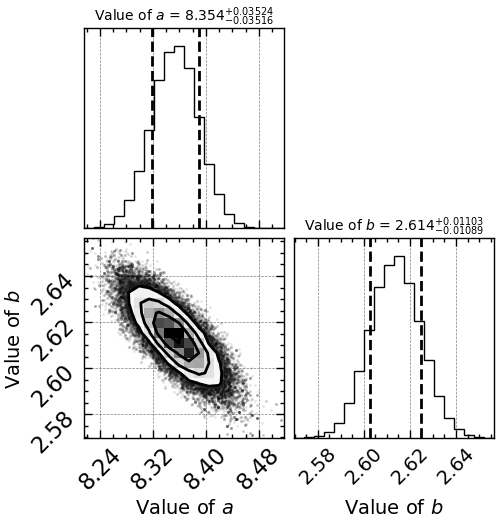 Value of a = 8.354+0.03524 −0.03516
Value of b = 2.614+0.01103 −0.01089
Value of b
2.64
2.62
2.60
2.58
8.24 8.32 8.40 8.48
2.58 2.60 2.62 2.64
Value of a
Value of b